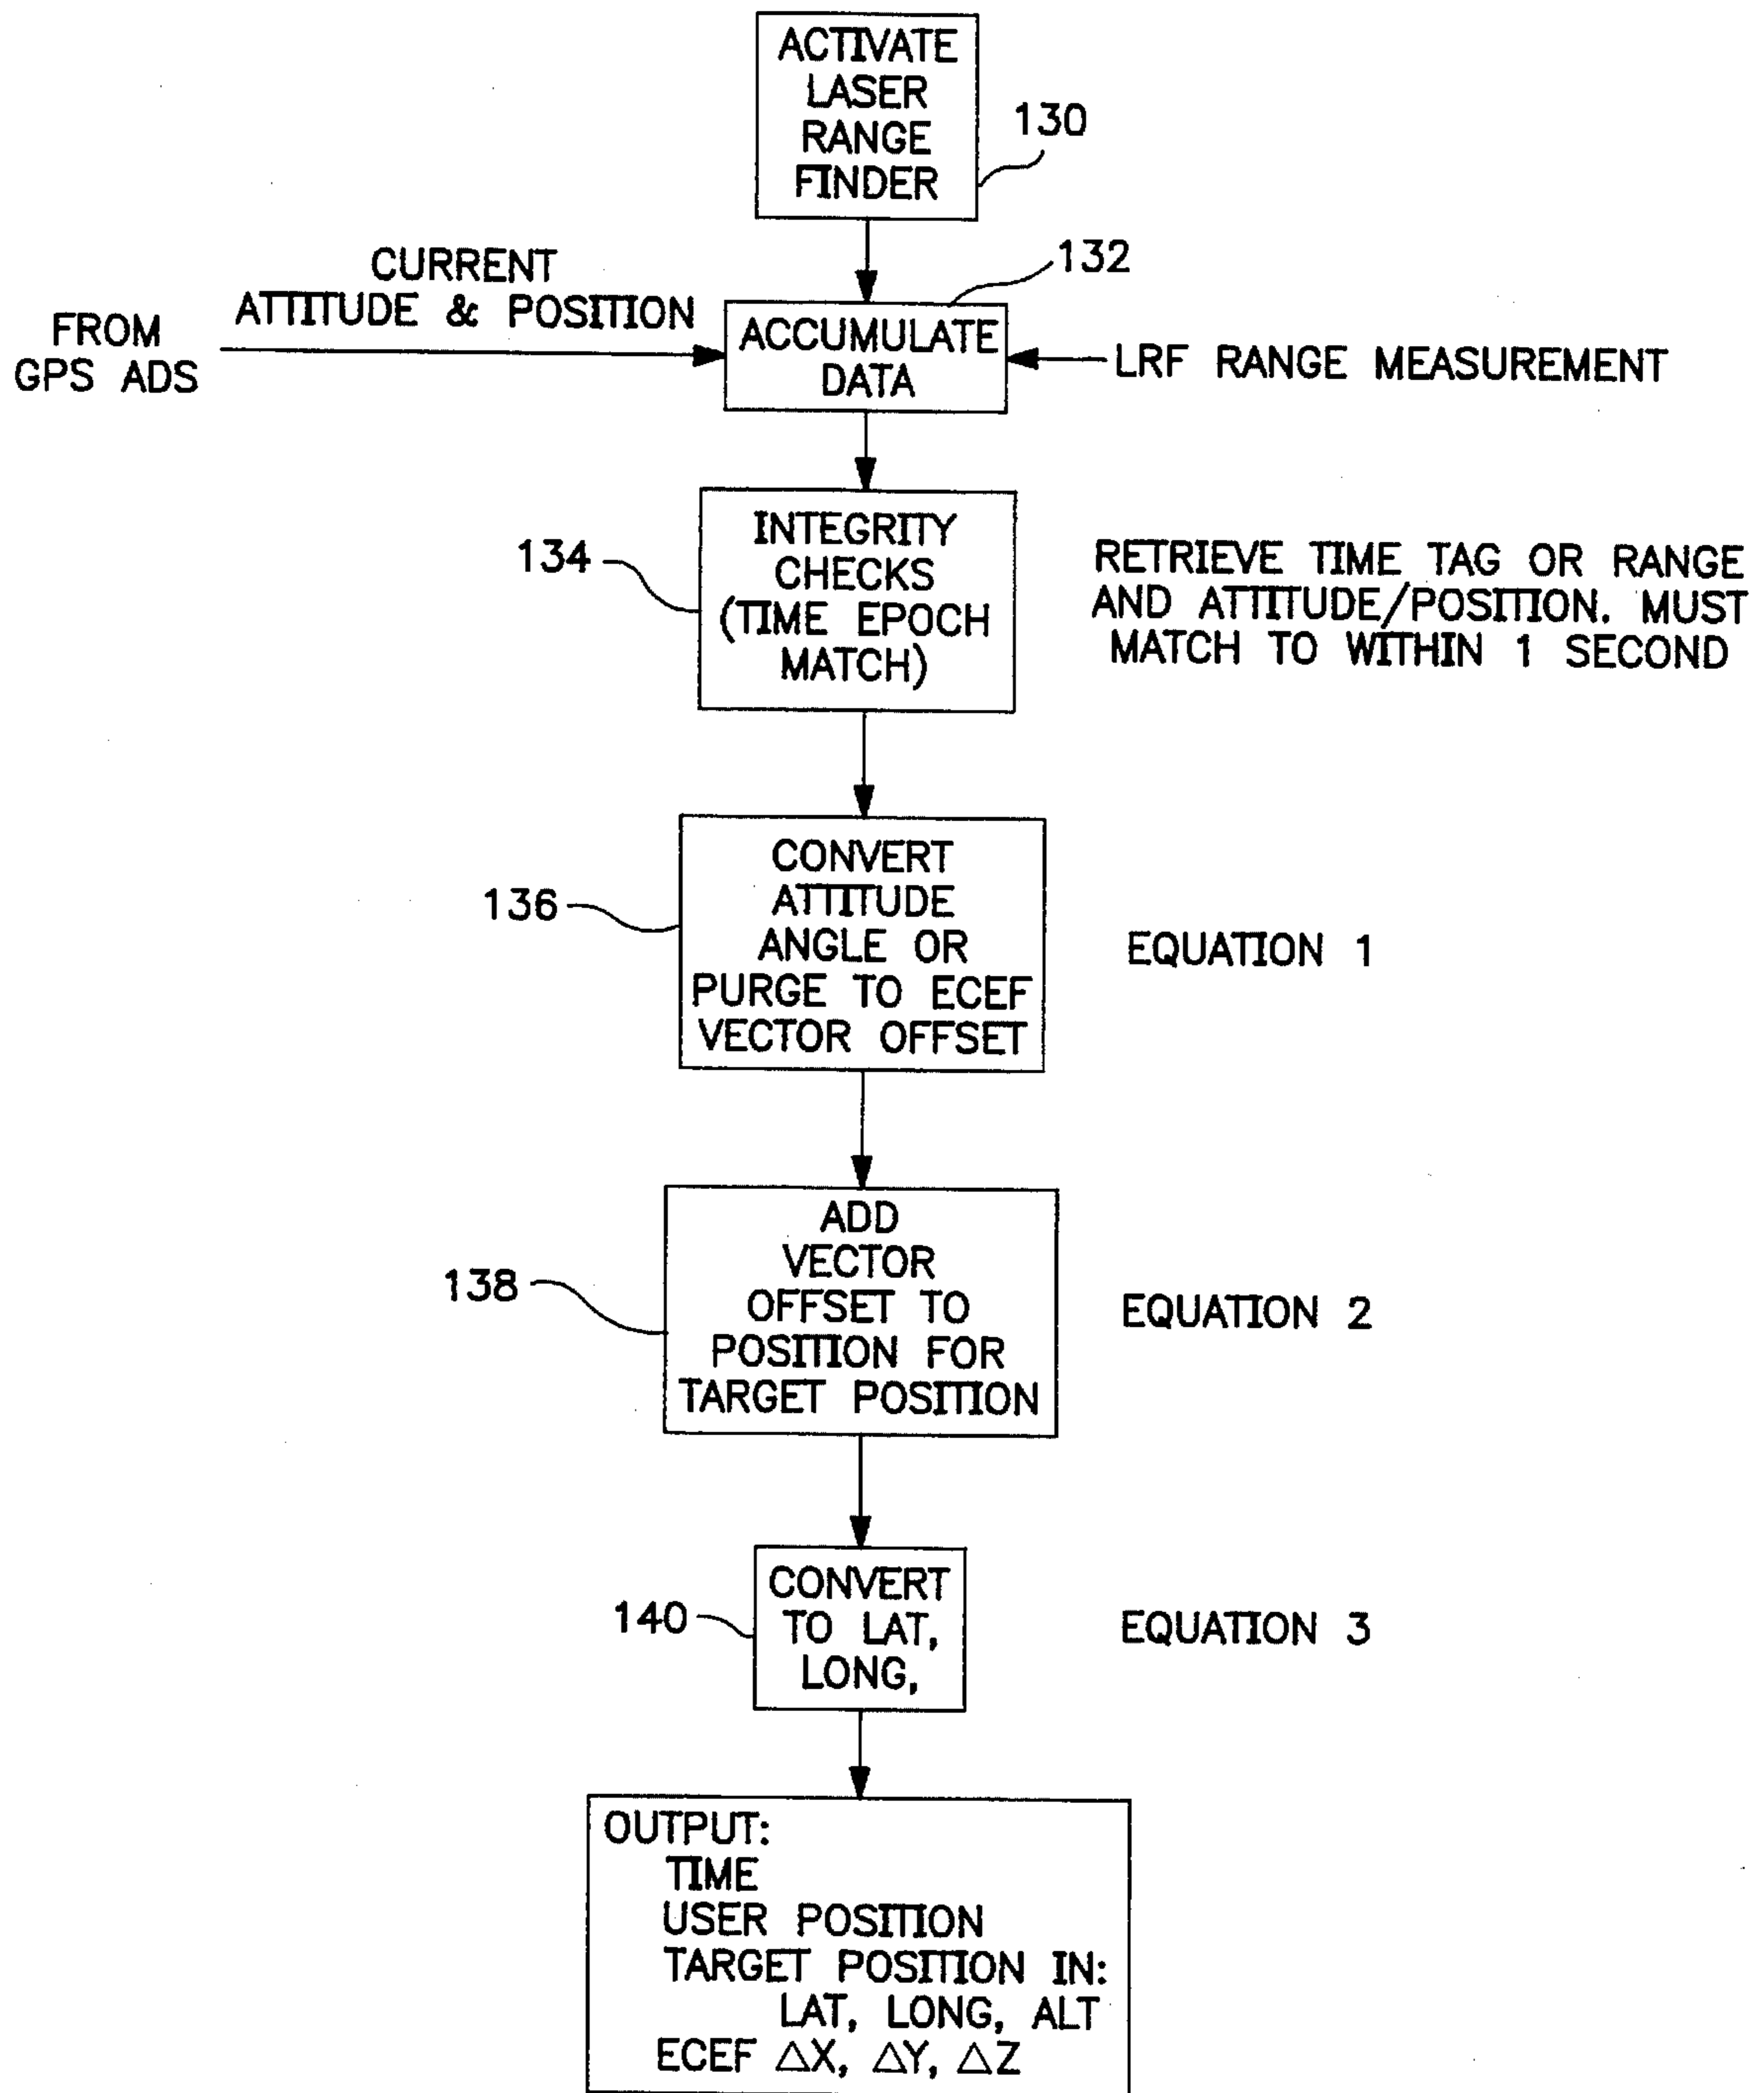 ACTIVATE
LASER
RANGE
FINDER
130
132
CURRENT
ATTITUDE & POSITION
FROM
GPS ADS
ACCUMULATE
DATA
LRF RANGE MEASUREMENT
134
INTEGRITY
CHECKS
(TIME EPOCH
MATCH)
RETRIEVE TIME TAG OR RANGE
AND ATTITUDE/POSITION. MUST
MATCH TO WITHIN 1 SECOND
136
CONVERT
ATTITUDE
ANGLE OR
PURGE TO ECEF
VECTOR OFFSET
EQUATION 1
138
ADD
VECTOR
OFFSET TO
POSITION FOR
TARGET POSITION
EQUATION 2
140
CONVERT
TO LAT,
LONG,
EQUATION 3
OUTPUT:
TIME
USER POSITION
TARGET POSITION IN:
LAT, LONG, ALT
ECEF △X, △Y, △Z